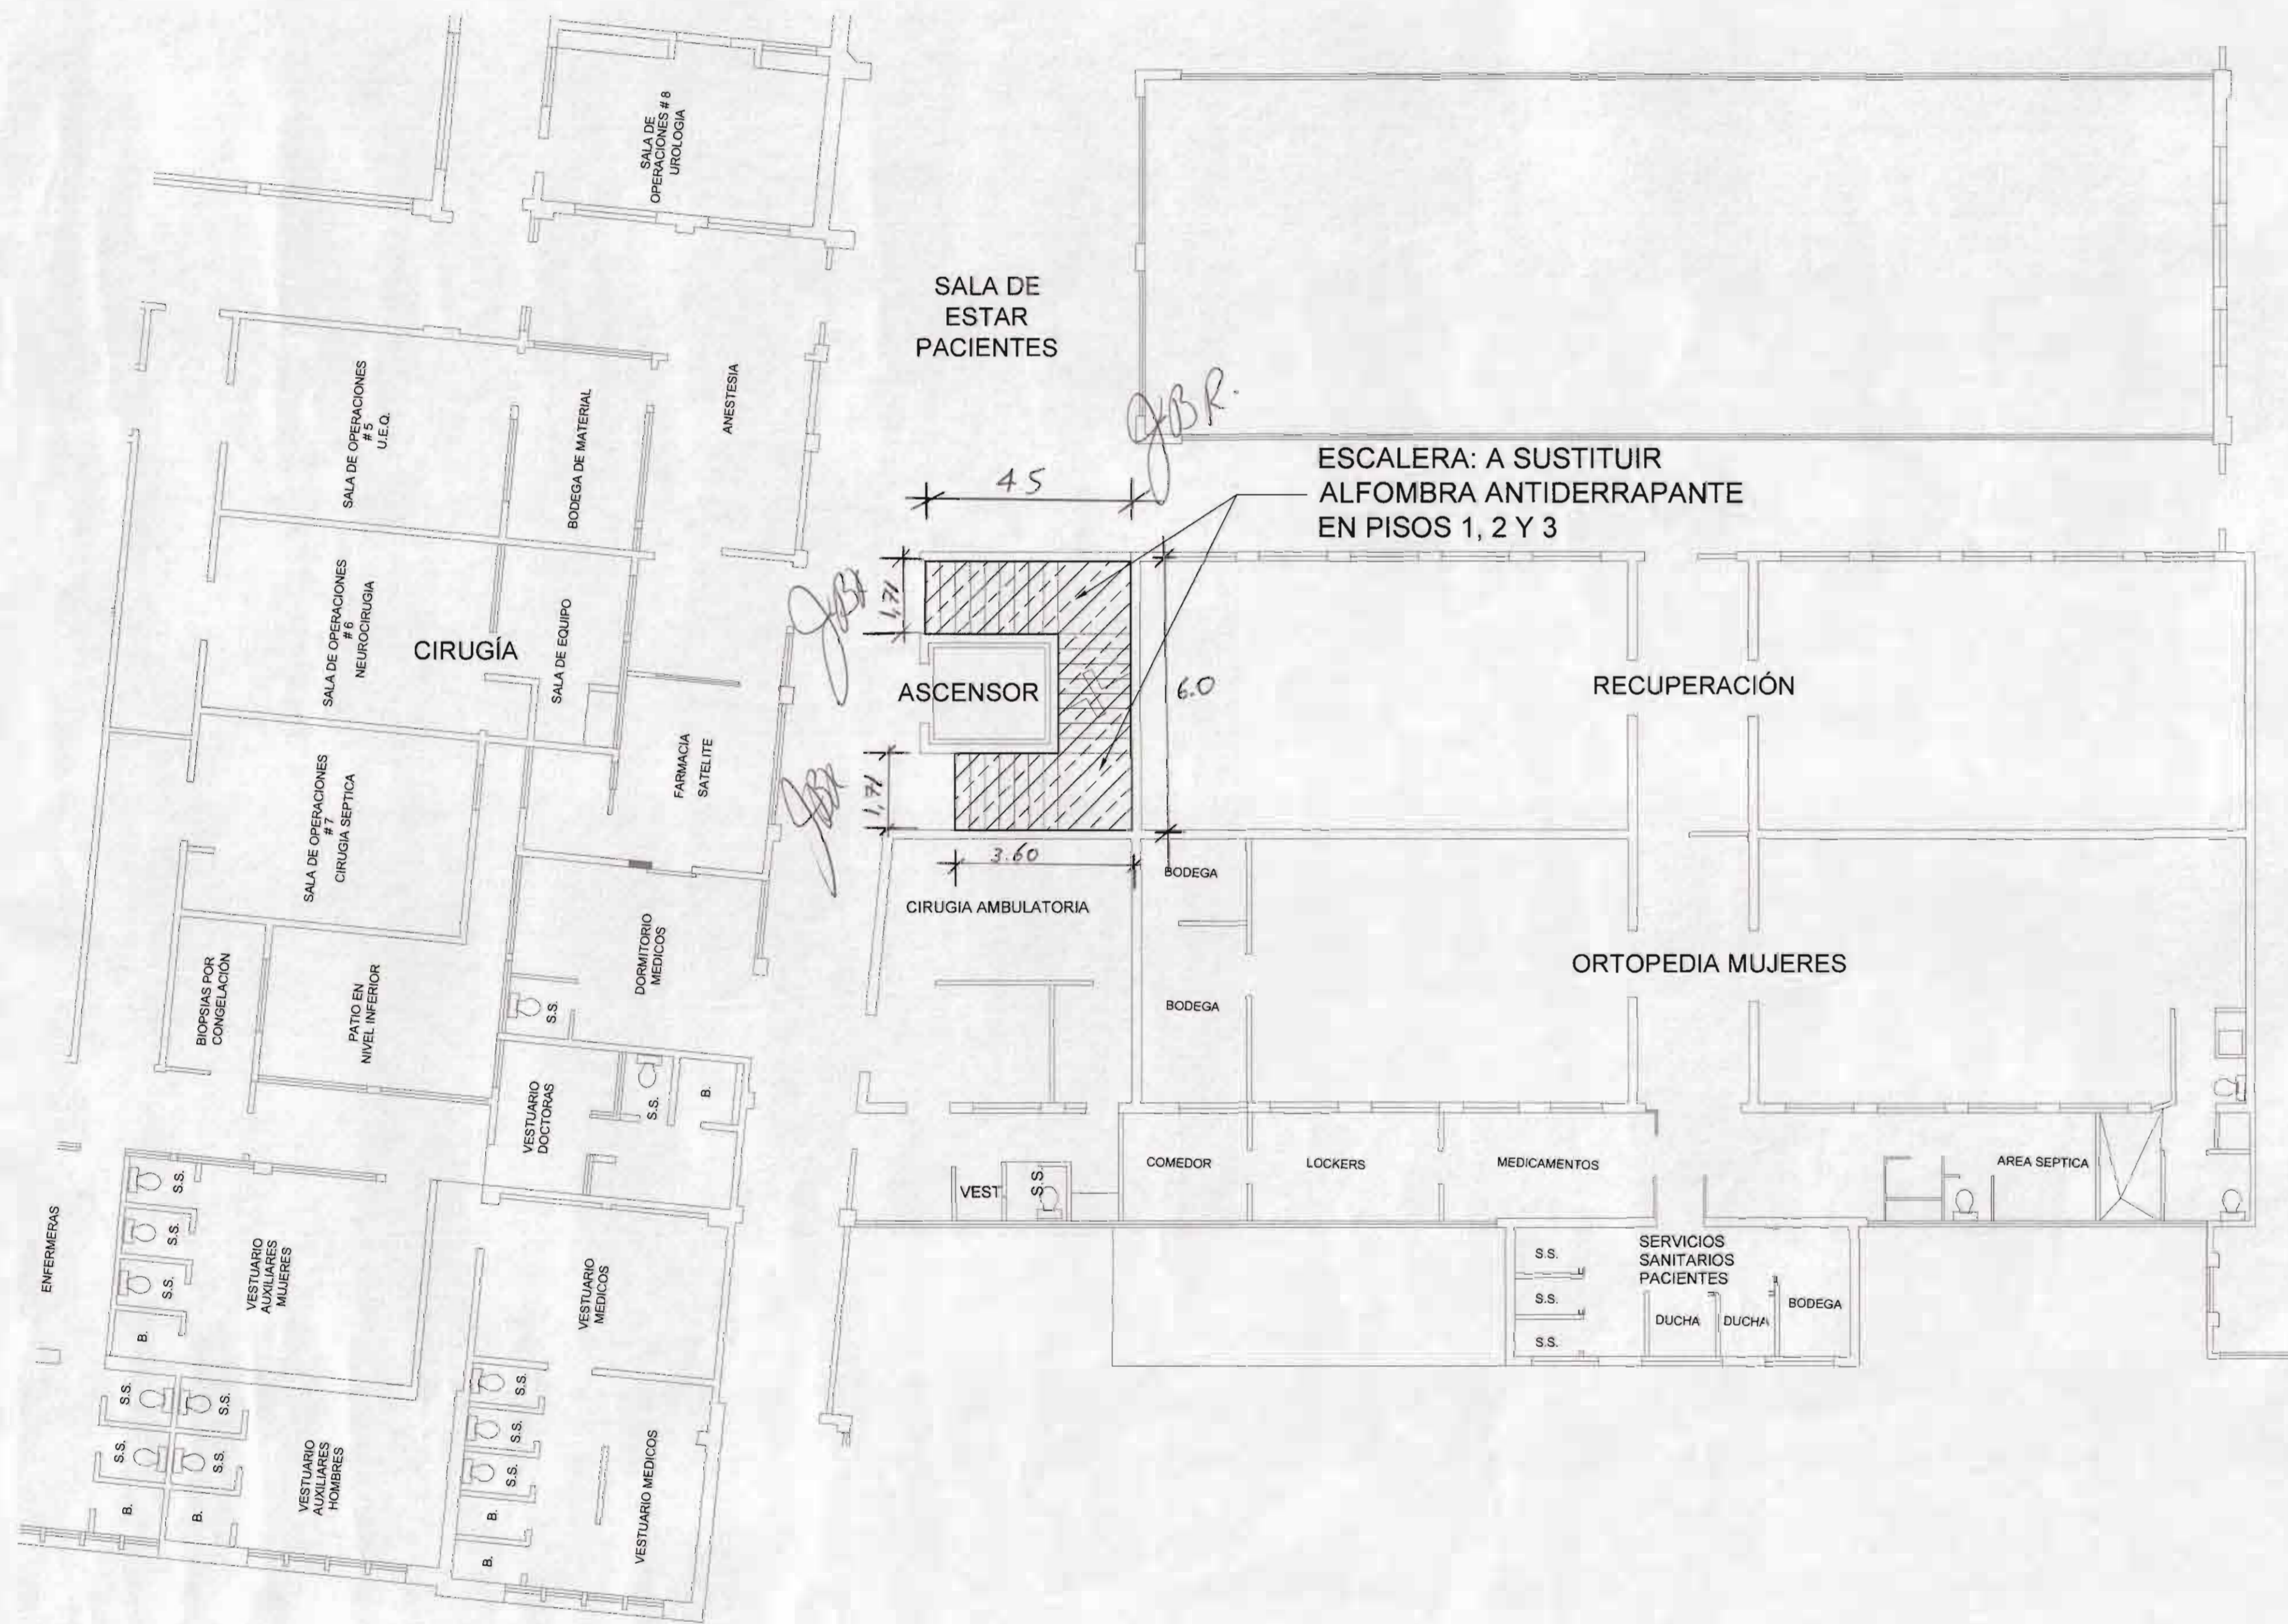 SALA DE
OPERACIONES # 8
UROLOGIA
SALA DE
ESTAR
PACIENTES
SALA DE OPERACIONES
# 5
U.E.Q.
BODEGA DE MATERIAL
ANESTESIA
JBR.
45
ESCALERA: A SUSTITUIR
ALFOMBRA ANTIDERRAPANTE
EN PISOS 1, 2 Y 3
1,71
SALA DE OPERACIONES
# 6
NEUROCIRUGIA
CIRUGÍA
SALA DE EQUIPO
ASCENSOR
6.0
RECUPERACIÓN
SALA DE OPERACIONES
# 7
CIRUGIA SEPTICA
FARMACIA
SATELITE
1,71
3.60
BODEGA
CIRUGIA AMBULATORIA
BIOPSIAS POR
CONGELACIÓN
PATIO EN
NIVEL INFERIOR
DORMITORIO
MEDICOS
S.S.
BODEGA
ORTOPEDIA MUJERES
VESTUARIO
DOCTORAS
S.S.
B.
VEST.
S.S.
COMEDOR
LOCKERS
MEDICAMENTOS
AREA SEPTICA
ENFERMERAS
S.S.
S.S.
S.S.
B.
VESTUARIO
AUXILIARES
MUJERES
VESTUARIO
MEDICOS
SERVICIOS
SANITARIOS
PACIENTES
S.S.
S.S.
S.S.
DUCHA
DUCHA
BODEGA
S.S.
S.S.
S.S.
S.S.
B.
B.
VESTUARIO
AUXILIARES
HOMBRES
S.S.
S.S.
S.S.
B.
B.
VESTUARIO MEDICOS